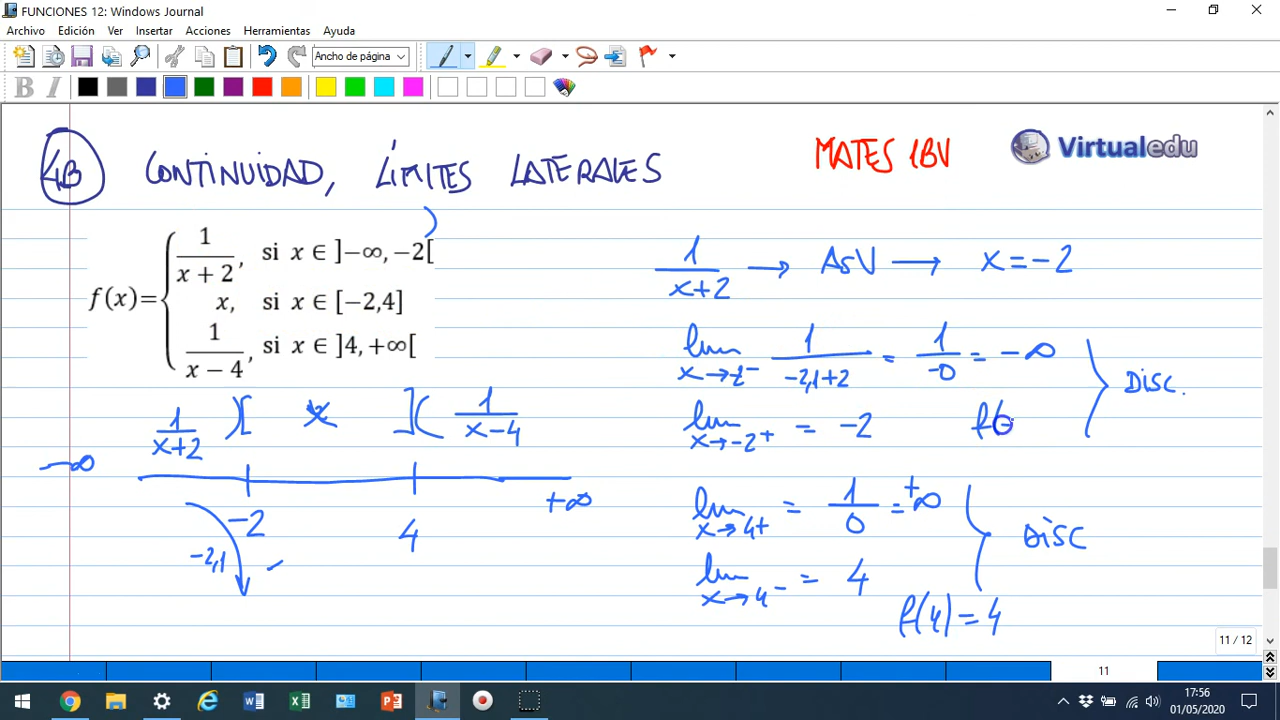 FUNCIONES 12: Windows Journal
Archivo Edición Ver Insertar Acciones Herramientas Ayuda
Ancho de página
B I
4B CONTINUIDAD, LÍMITES LATERALES MATES 1BV Virtualedu
f(x)= { 1/(x+2), si x ∈ ]−∞, −2[ )
x, si x ∈ [−2,4]
1/(x−4), si x ∈ ]4, +∞[
1/(x+2) )[ x ]( 1/(x−4)
−∞ +∞
−2 4
−2,1
1/(x+2) → AsV → x = −2
lim x→-2⁻ 1/(-2,1+2) = 1/-0 = −∞
lim x→-2⁺ = −2 f(
} DISC.
lim x→4+ = 1/0 = +∞
lim x→4⁻ = 4
} DISC
f(4) = 4
11 / 12
11
17:56
01/05/2020